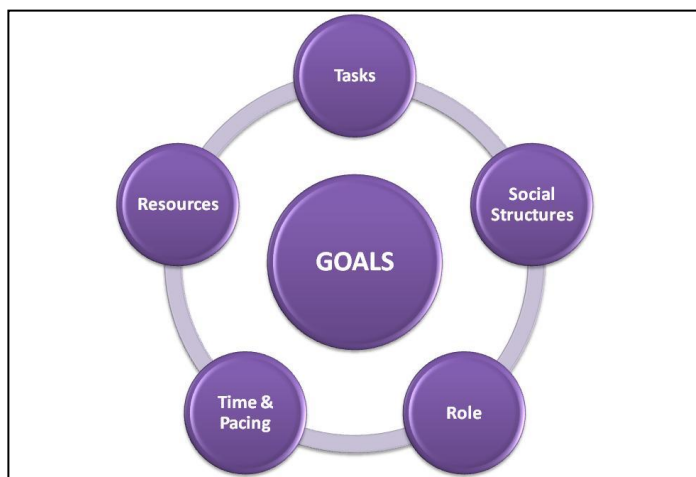 Tasks
Social
Structures
Role
Time &
Pacing
Resources
GOALS